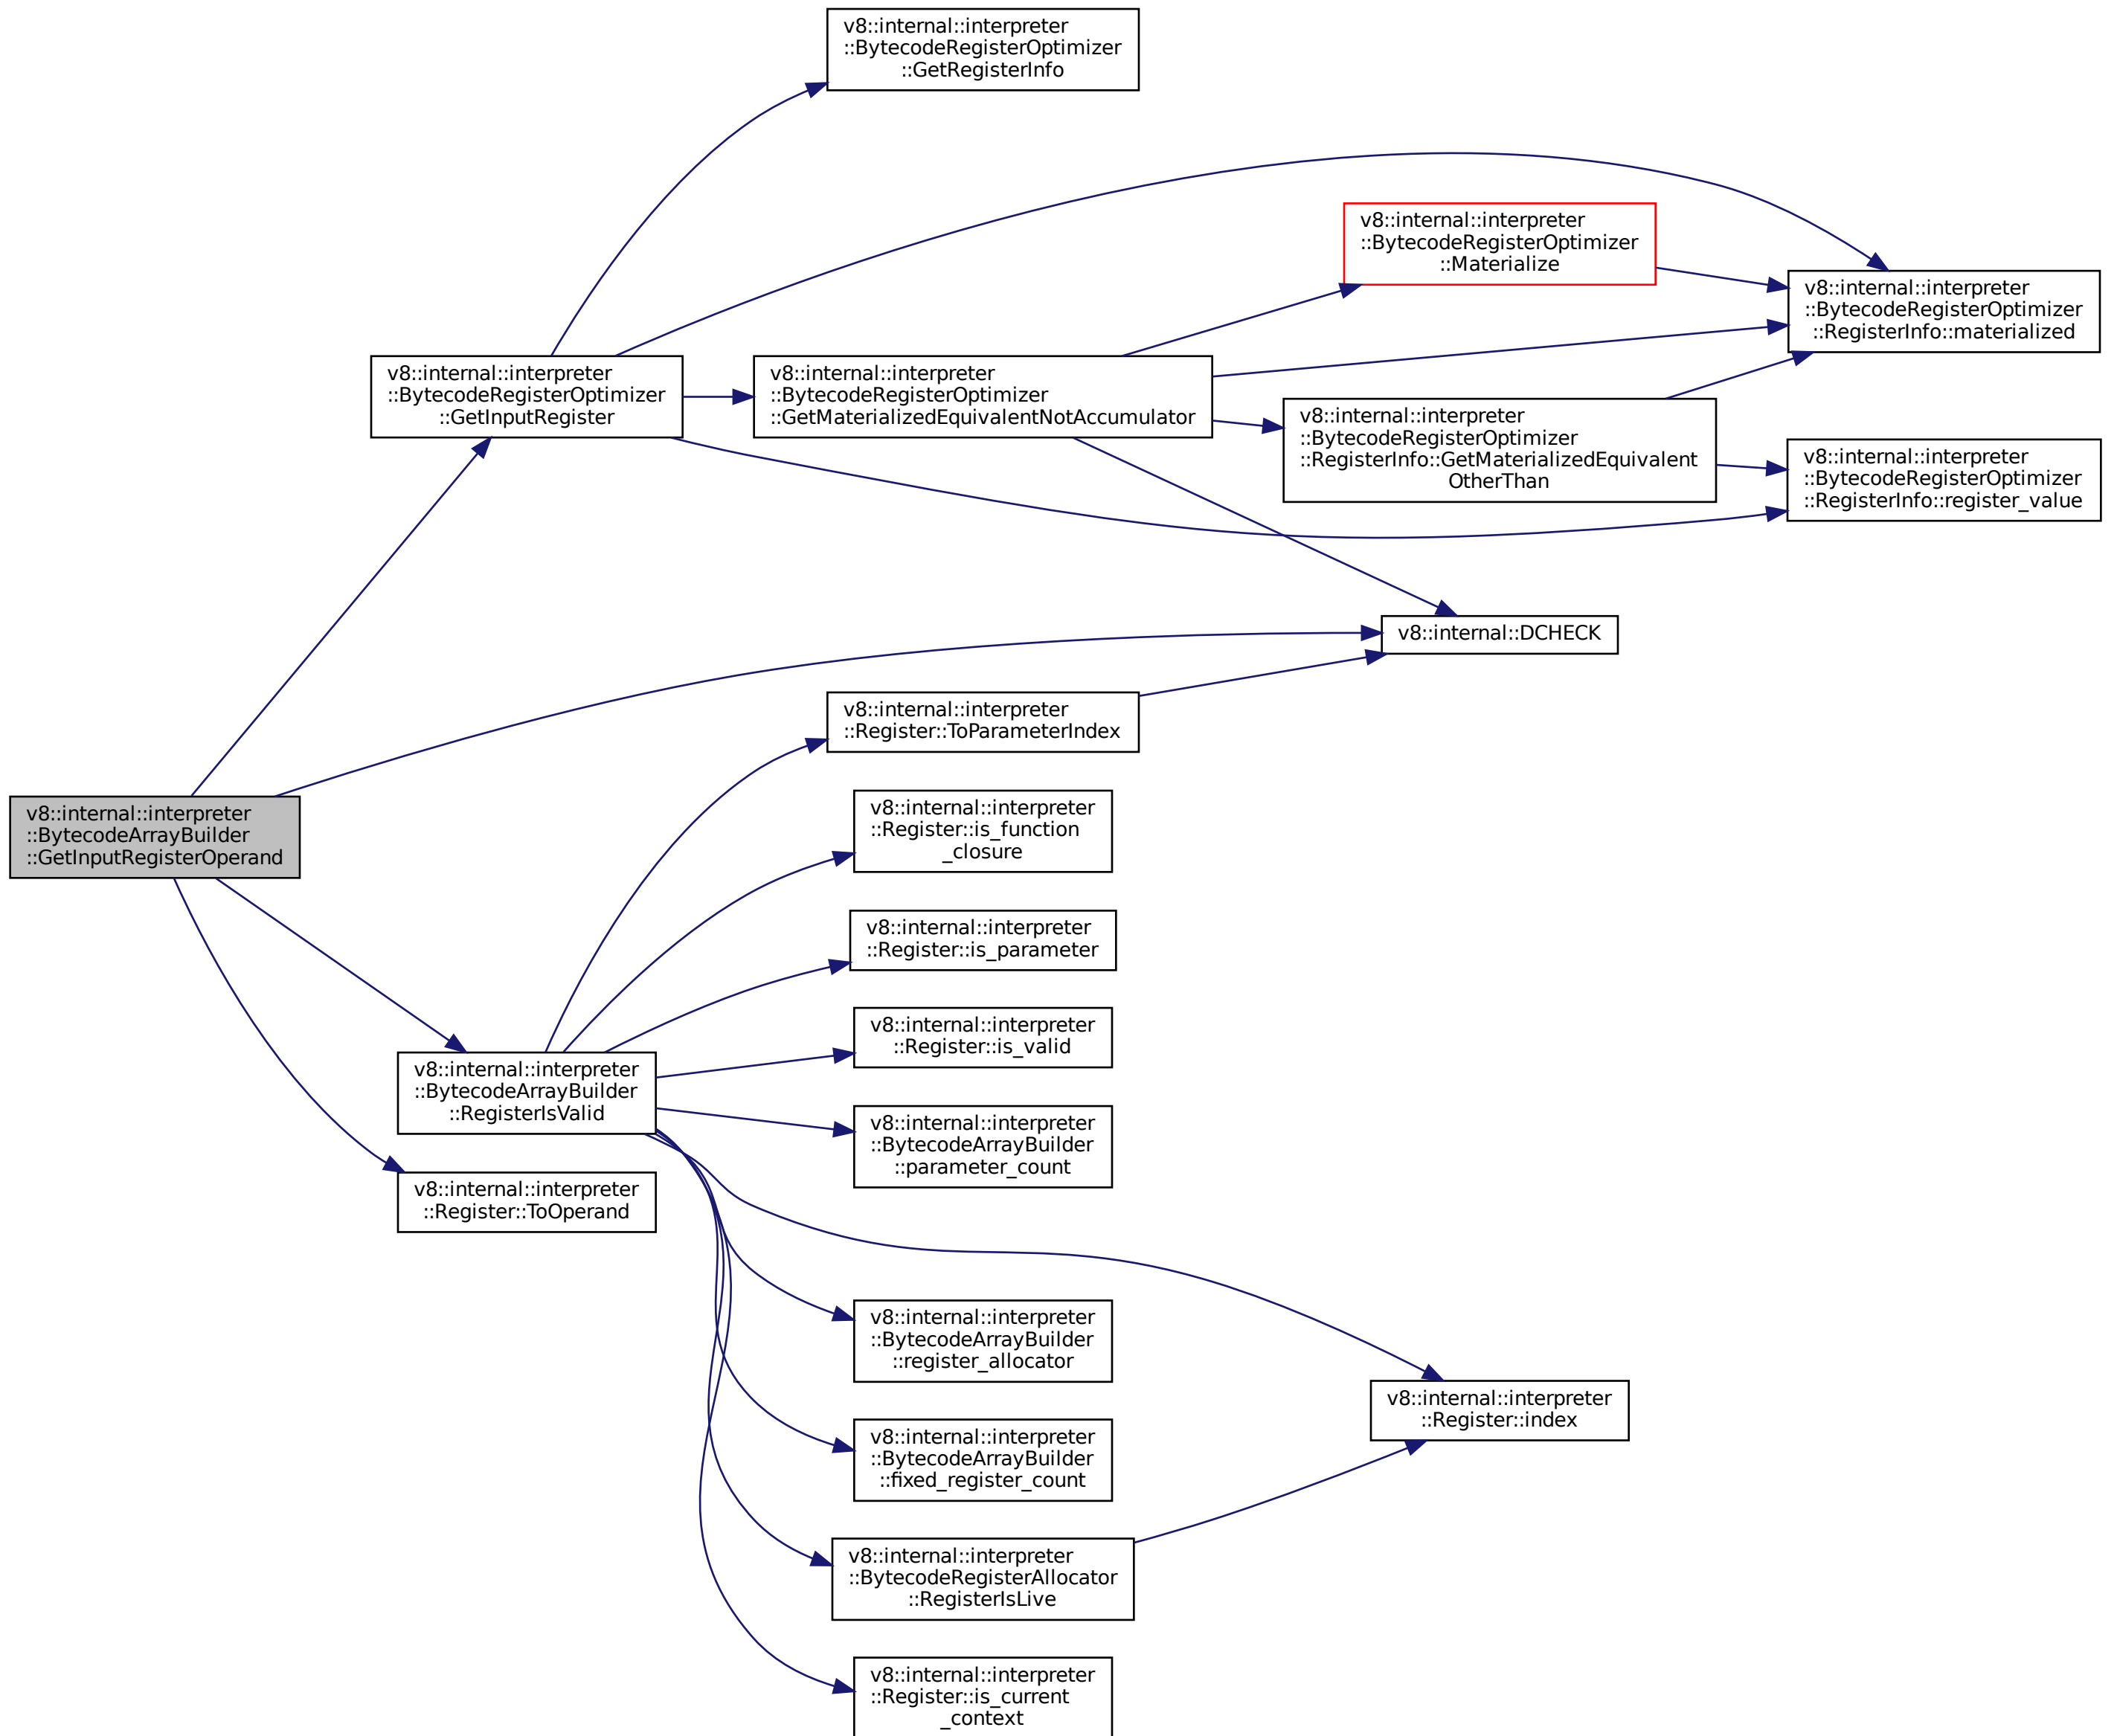 v8::internal::interpreter
::BytecodeRegisterOptimizer
::GetRegisterInfo
v8::internal::interpreter
::BytecodeRegisterOptimizer
::Materialize
v8::internal::interpreter
::BytecodeRegisterOptimizer
::RegisterInfo::materialized
v8::internal::interpreter
::BytecodeRegisterOptimizer
::GetInputRegister
v8::internal::interpreter
::BytecodeRegisterOptimizer
::GetMaterializedEquivalentNotAccumulator
v8::internal::interpreter
::BytecodeRegisterOptimizer
::RegisterInfo::GetMaterializedEquivalent
OtherThan
v8::internal::interpreter
::BytecodeRegisterOptimizer
::RegisterInfo::register_value
v8::internal::DCHECK
v8::internal::interpreter
::Register::ToParameterIndex
v8::internal::interpreter
::BytecodeArrayBuilder
::GetInputRegisterOperand
v8::internal::interpreter
::Register::is_function
_closure
v8::internal::interpreter
::Register::is_parameter
v8::internal::interpreter
::Register::is_valid
v8::internal::interpreter
::BytecodeArrayBuilder
::RegisterIsValid
v8::internal::interpreter
::BytecodeArrayBuilder
::parameter_count
v8::internal::interpreter
::Register::ToOperand
v8::internal::interpreter
::BytecodeArrayBuilder
::register_allocator
v8::internal::interpreter
::Register::index
v8::internal::interpreter
::BytecodeArrayBuilder
::fixed_register_count
v8::internal::interpreter
::BytecodeRegisterAllocator
::RegisterIsLive
v8::internal::interpreter
::Register::is_current
_context